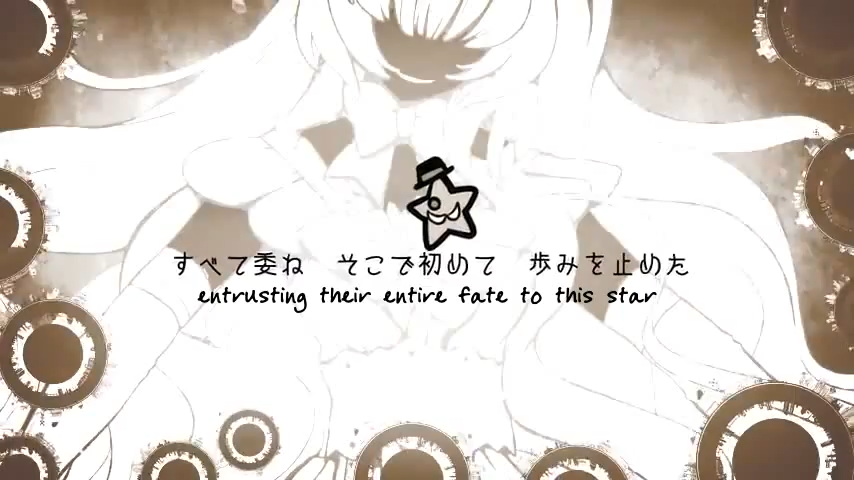 すべて委ね　そこで初めて　歩みを止めた
entrusting their entire fate to this star